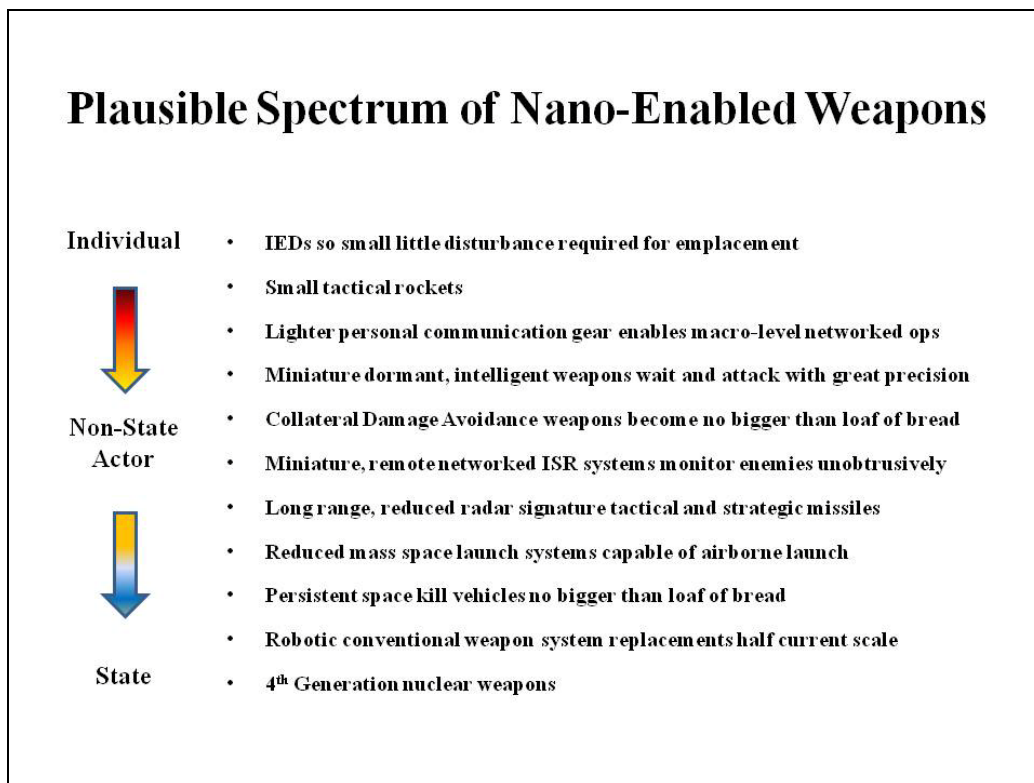 Plausible Spectrum of Nano-Enabled Weapons
Individual
• IEDs so small little disturbance required for emplacement
• Small tactical rockets
• Lighter personal communication gear enables macro-level networked ops
• Miniature dormant, intelligent weapons wait and attack with great precision
Non-State
Actor
• Collateral Damage Avoidance weapons become no bigger than loaf of bread
• Miniature, remote networked ISR systems monitor enemies unobtrusively
• Long range, reduced radar signature tactical and strategic missiles
• Reduced mass space launch systems capable of airborne launch
• Persistent space kill vehicles no bigger than loaf of bread
• Robotic conventional weapon system replacements half current scale
State
• 4th Generation nuclear weapons